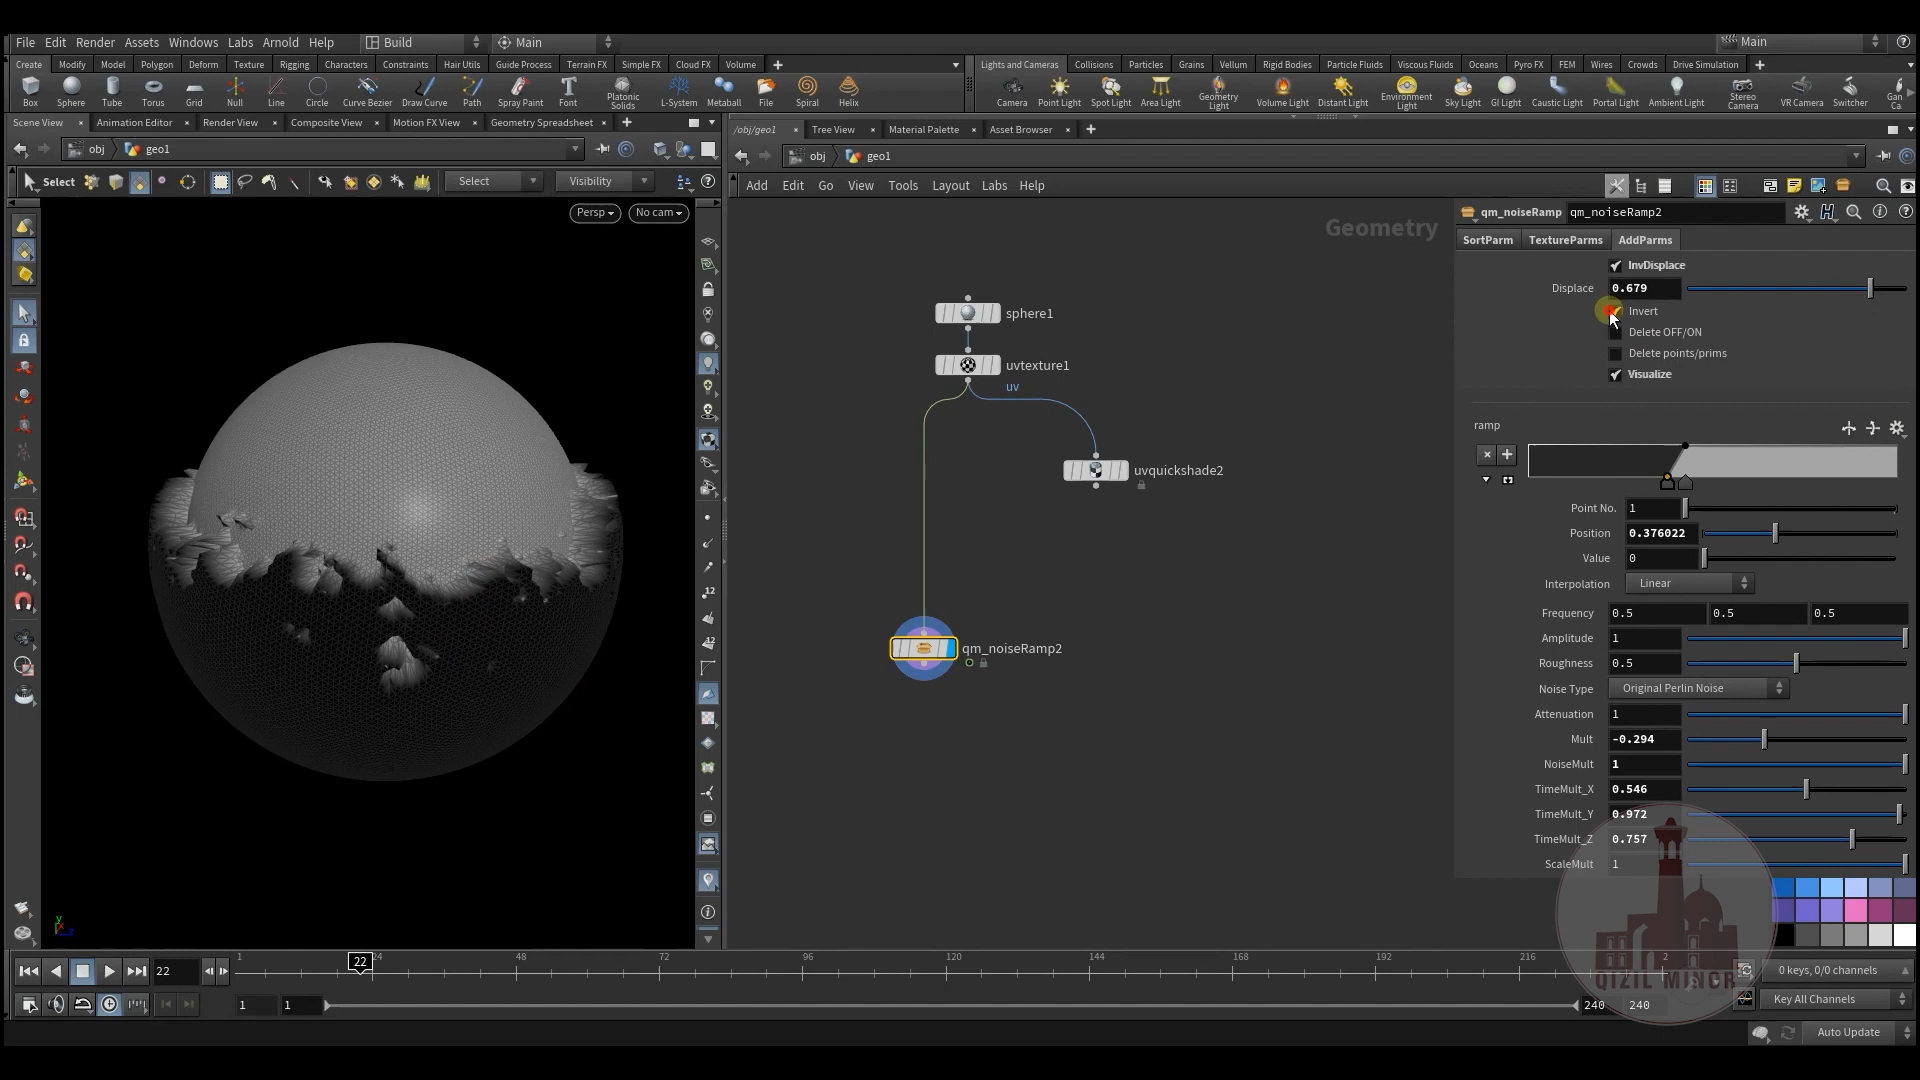 File Edit Render Assets Windows Labs Arnold Help Build Main Main
Create Modify Model Polygon Deform Texture Rigging Characters Constraints Hair Utils Guide Process Terrain FX Simple FX Cloud FX Volume
Lights and Cameras Collisions Particles Grains Vellum Rigid Bodies Particle Fluids Viscous Fluids Oceans Pyro FX FEM Wires Crowds Drive Simulation
Box Sphere Tube Torus Grid Null Line Circle Curve Bezier Draw Curve Path Spray Paint Font Platonic Solids L-System Metaball File Spiral Helix
Camera Point Light Spot Light Area Light Geometry Light Volume Light Distant Light Environment Light Sky Light GI Light Caustic Light Portal Light Ambient Light Stereo Camera VR Camera Switcher Gan Ca
Scene View Animation Editor Render View Composite View Motion FX View Geometry Spreadsheet
/obj/geo1 Tree View Material Palette Asset Browser
obj geo1
obj geo1
Select Select Visibility
Add Edit Go View Tools Layout Labs Help
Persp No cam
Geometry
sphere1
uvtexture1
uv
uvquickshade2
qm_noiseRamp2
qm_noiseRamp qm_noiseRamp2
SortParm TextureParms AddParms
InvDisplace
Displace 0.679
Invert
Delete OFF/ON
Delete points/prims
Visualize
ramp
Point No. 1
Position 0.376022
Value 0
Interpolation Linear
Frequency 0.5 0.5 0.5
Amplitude 1
Roughness 0.5
Noise Type Original Perlin Noise
Attenuation 1
Mult -0.294
NoiseMult 1
TimeMult_X 0.546
TimeMult_Y 0.972
TimeMult_Z 0.757
ScaleMult 1
QIZIL MINOR
y x z
22 1 22 24 48 72 96 120 144 168 192 216 2
0 keys, 0/0 channels
1 1 240 240
Key All Channels
Auto Update